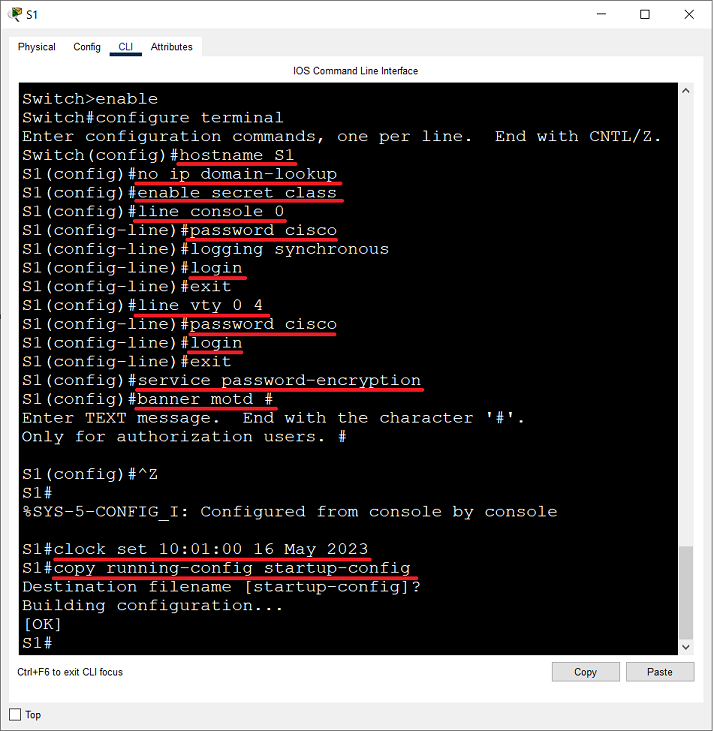 S1
Physical Config CLI Attributes
IOS Command Line Interface
Switch>enable
Switch#configure terminal
Enter configuration commands, one per line.  End with CNTL/Z.
Switch(config)#hostname S1
S1(config)#no ip domain-lookup
S1(config)#enable secret class
S1(config)#line console 0
S1(config-line)#password cisco
S1(config-line)#logging synchronous
S1(config-line)#login
S1(config-line)#exit
S1(config)#line vty 0 4
S1(config-line)#password cisco
S1(config-line)#login
S1(config-line)#exit
S1(config)#service password-encryption
S1(config)#banner motd #
Enter TEXT message.  End with the character '#'.
Only for authorization users. #
S1(config)#^Z
S1#
%SYS-5-CONFIG_I: Configured from console by console
S1#clock set 10:01:00 16 May 2023
S1#copy running-config startup-config
Destination filename [startup-config]?
Building configuration...
[OK]
S1#
Ctrl+F6 to exit CLI focus Copy Paste
Top